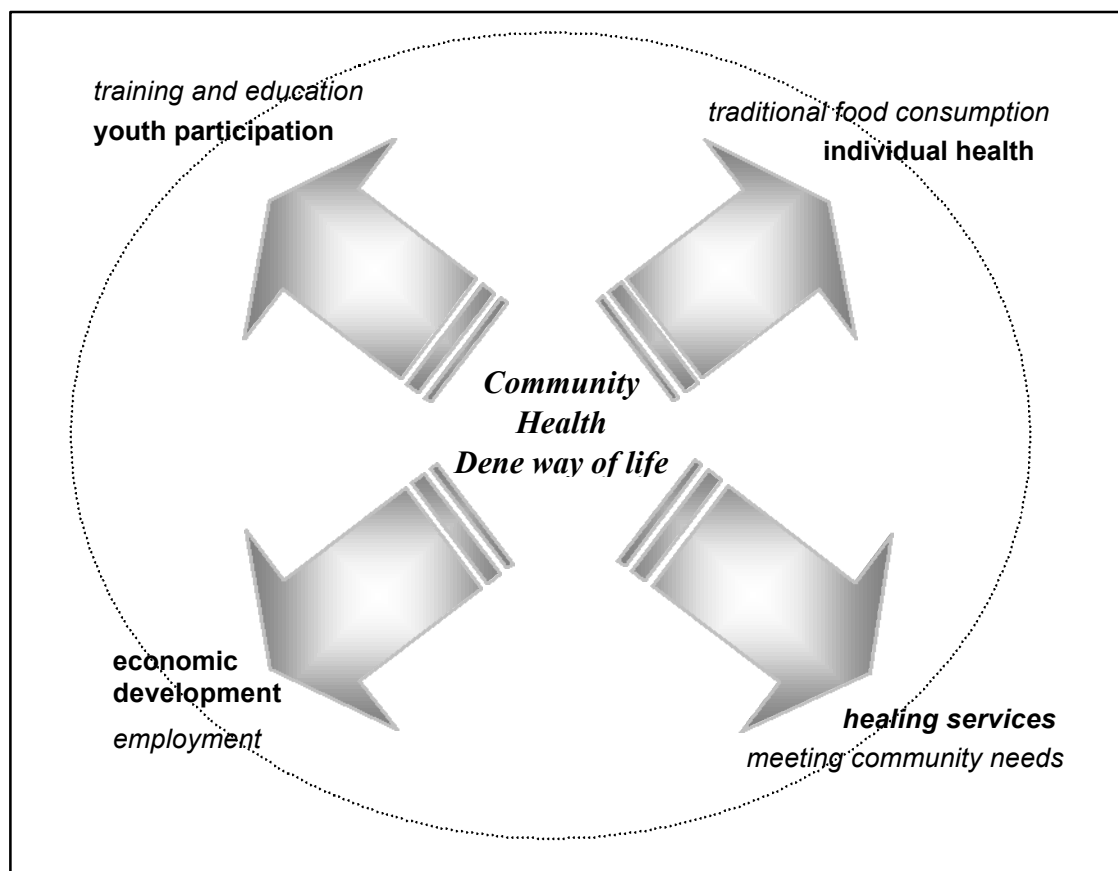 training and education
youth participation
traditional food consumption
individual health
Community
Health
Dene way of life
economic
development
employment
healing services
meeting community needs